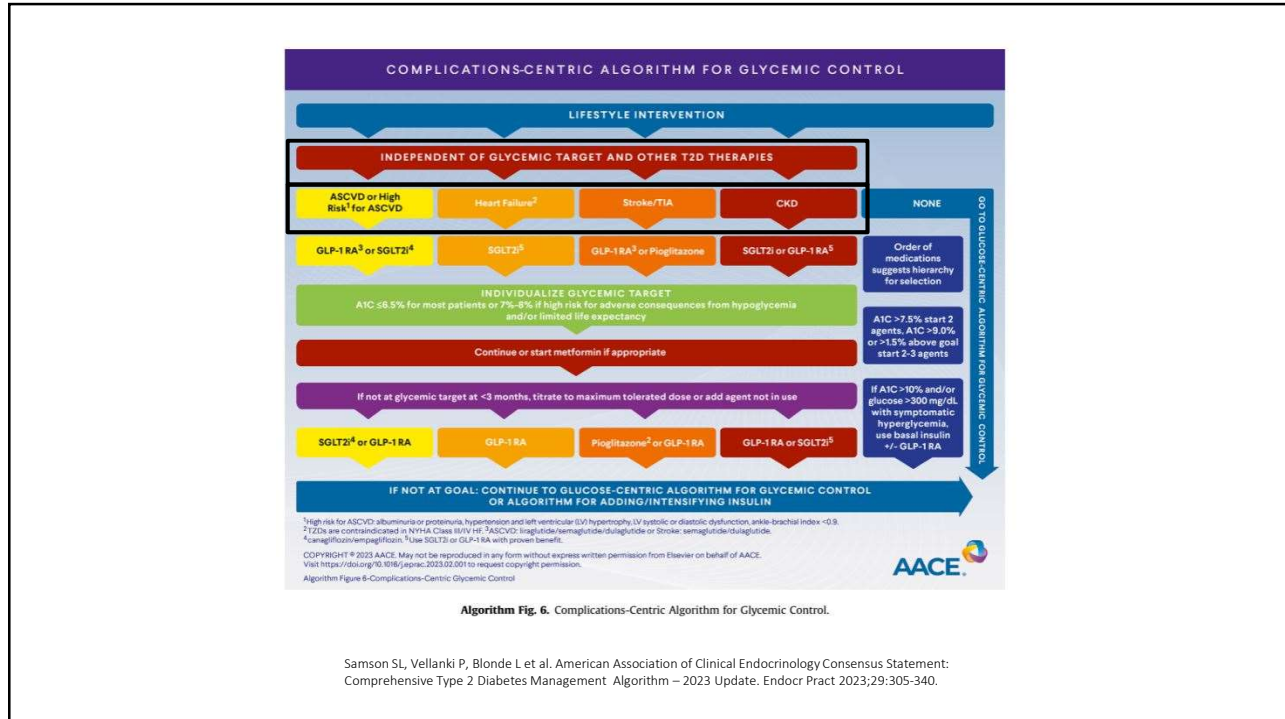 COMPLICATIONS-CENTRIC ALGORITHM FOR GLYCEMIC CONTROL
LIFESTYLE INTERVENTION
INDEPENDENT OF GLYCEMIC TARGET AND OTHER T2D THERAPIES
ASCVD or High
Risk¹ for ASCVD
Heart Failure²
Stroke/TIA
CKD
NONE
GO TO GLUCOSE-CENTRIC ALGORITHM FOR GLYCEMIC CONTROL
GLP-1 RA³ or SGLT2i⁴
SGLT2i⁵
GLP-1 RA³ or Pioglitazone
SGLT2i or GLP-1 RA⁵
Order of
medications
suggests hierarchy
for selection
INDIVIDUALIZE GLYCEMIC TARGET
A1C ≤6.5% for most patients or 7%-8% if high risk for adverse consequences from hypoglycemia
and/or limited life expectancy
A1C >7.5% start 2
agents, A1C >9.0%
or >1.5% above goal
start 2-3 agents
Continue or start metformin if appropriate
If not at glycemic target at <3 months, titrate to maximum tolerated dose or add agent not in use
If A1C >10% and/or
glucose >300 mg/dL
with symptomatic
hyperglycemia,
use basal insulin
+/- GLP-1 RA
SGLT2i⁴ or GLP-1 RA
GLP-1 RA
Pioglitazone² or GLP-1 RA
GLP-1 RA or SGLT2i⁵
IF NOT AT GOAL: CONTINUE TO GLUCOSE-CENTRIC ALGORITHM FOR GLYCEMIC CONTROL
OR ALGORITHM FOR ADDING/INTENSIFYING INSULIN
¹High risk for ASCVD: albuminuria or proteinuria, hypertension and left ventricular (LV) hypertrophy, LV systolic or diastolic dysfunction, ankle-brachial index <0.9.
²TZDs are contraindicated in NYHA Class III/IV HF. ³ASCVD: liraglutide/semaglutide/dulaglutide or Stroke: semaglutide/dulaglutide.
⁴canagliflozin/empagliflozin. ⁵Use SGLT2i or GLP-1 RA with proven benefit.
COPYRIGHT © 2023 AACE. May not be reproduced in any form without express written permission from Elsevier on behalf of AACE.
Visit https://doi.org/10.1016/j.eprac.2023.02.001 to request copyright permission.
Algorithm Figure 6-Complications-Centric Glycemic Control
AACE.
Algorithm Fig. 6. Complications-Centric Algorithm for Glycemic Control.
Samson SL, Vellanki P, Blonde L et al. American Association of Clinical Endocrinology Consensus Statement:
Comprehensive Type 2 Diabetes Management Algorithm – 2023 Update. Endocr Pract 2023;29:305-340.